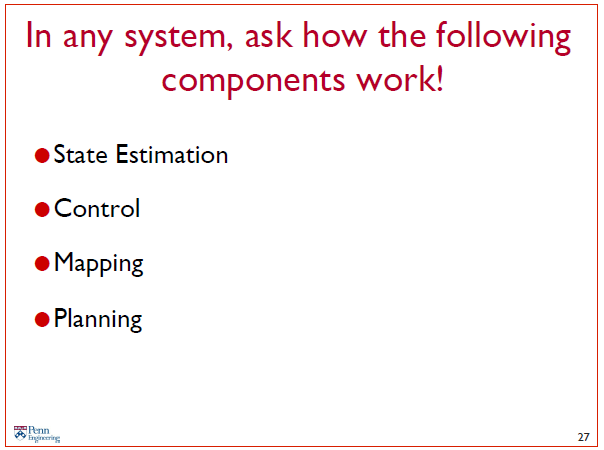 In any system, ask how the following
components work!
State Estimation
Control
Mapping
Planning
Penn
Engineering
27